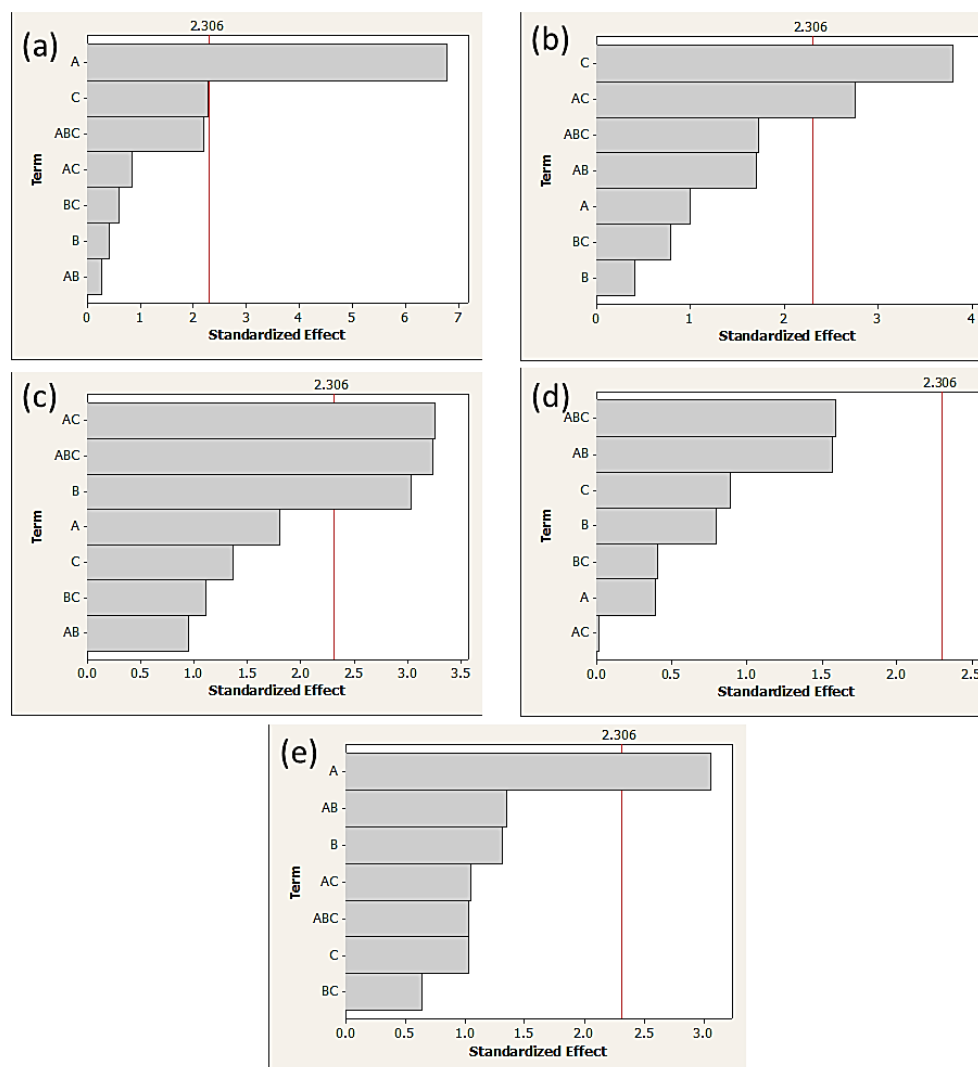 (a)
2.306
A
C
ABC
AC
BC
B
AB
Term
0 1 2 3 4 5 6 7
Standardized Effect
(b)
2.306
C
AC
ABC
AB
A
BC
B
Term
0 1 2 3 4
Standardized Effect
(c)
2.306
AC
ABC
B
A
C
BC
AB
Term
0.0 0.5 1.0 1.5 2.0 2.5 3.0 3.5
Standardized Effect
(d)
2.306
ABC
AB
C
B
BC
A
AC
Term
0.0 0.5 1.0 1.5 2.0 2.5
Standardized Effect
(e)
2.306
A
AB
B
AC
ABC
C
BC
Term
0.0 0.5 1.0 1.5 2.0 2.5 3.0
Standardized Effect